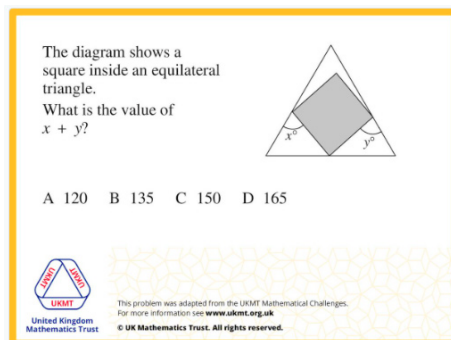 The diagram shows a
square inside an equilateral
triangle.
What is the value of
x + y?
x°
y°
A 120 B 135 C 150 D 165
UKMT
UKMT
UKMT
United Kingdom
Mathematics Trust
This problem was adapted from the UKMT Mathematical Challenges.
For more information see www.ukmt.org.uk
© UK Mathematics Trust. All rights reserved.